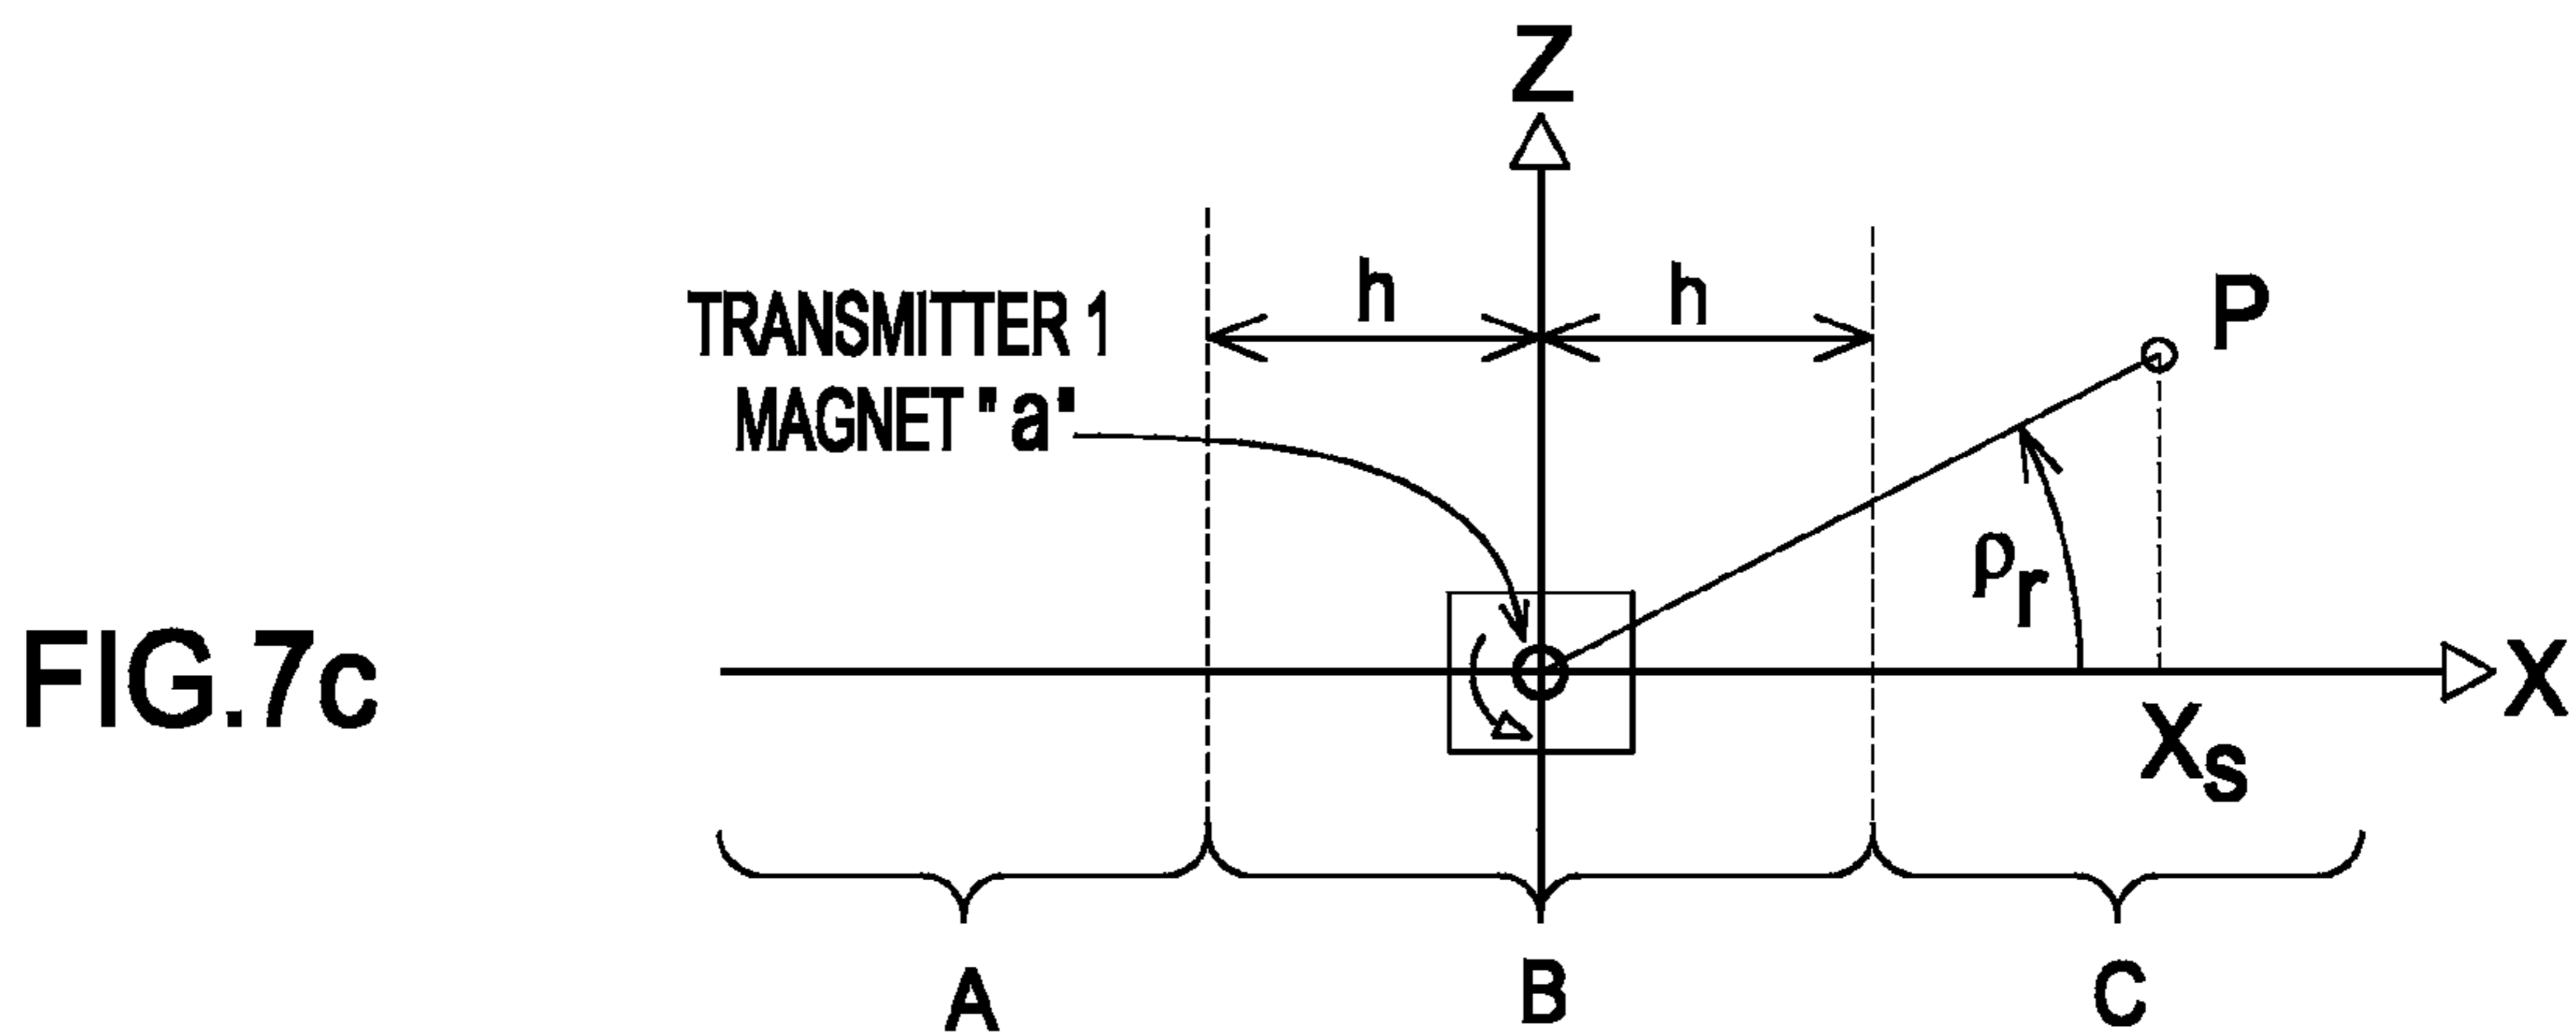 Z
h h
P
TRANSMITTER 1
MAGNET "a"
ρr
FIG.7c
X
Xs
A B C